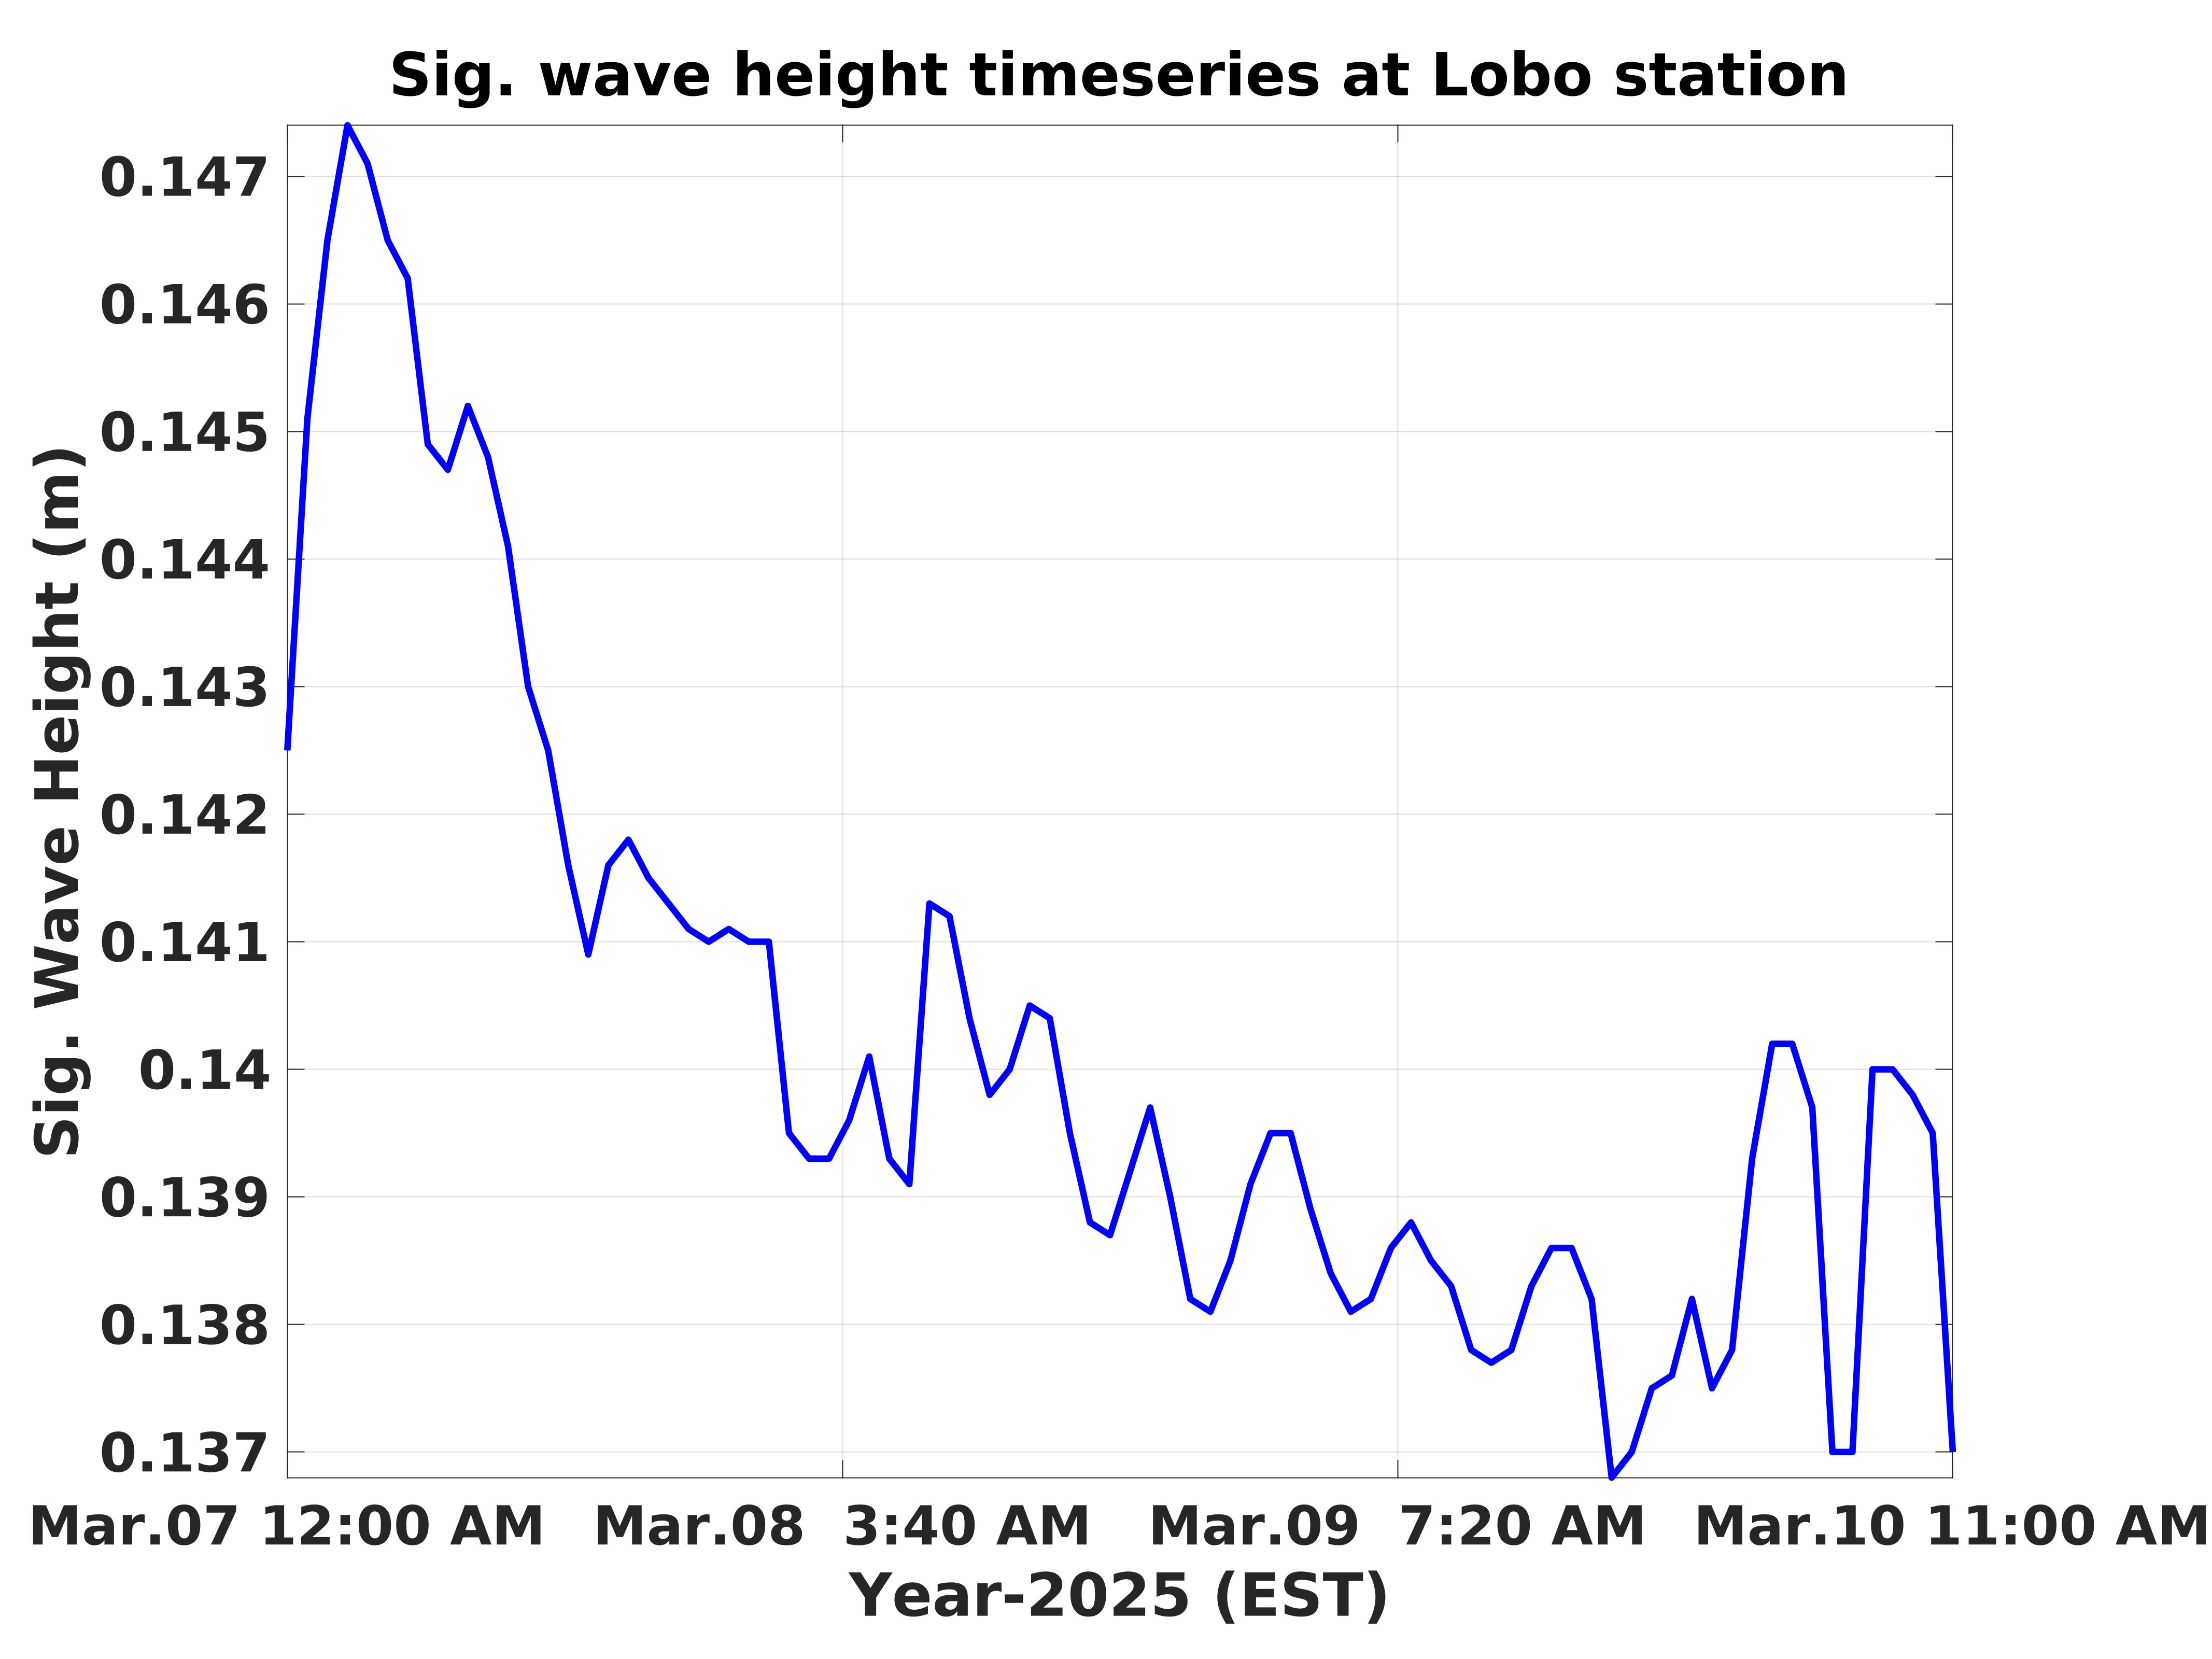 Sig. wave height timeseries at Lobo station
Sig. Wave Height (m)
0.147
0.146
0.145
0.144
0.143
0.142
0.141
0.14
0.139
0.138
0.137
Mar.07 12:00 AM Mar.08 3:40 AM Mar.09 7:20 AM Mar.10 11:00 AM
Year-2025 (EST)